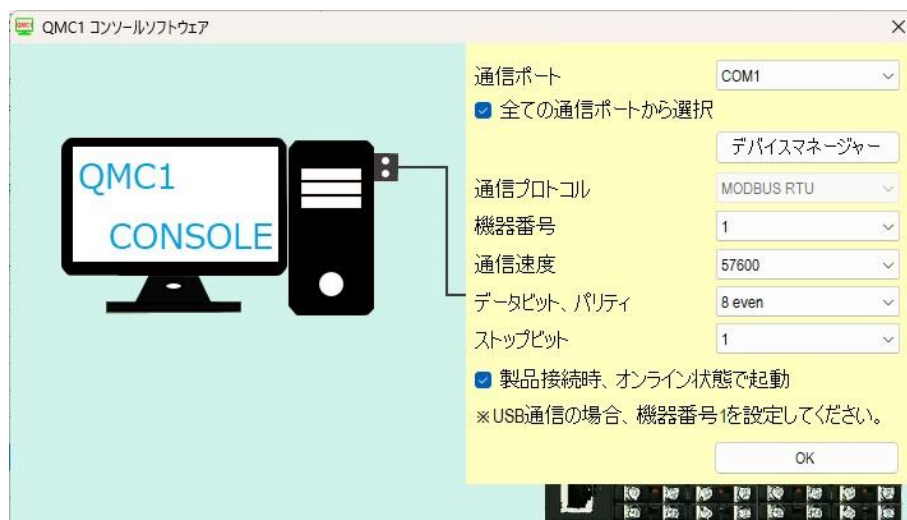 QMC1 コンソールソフトウェア
QMC1
CONSOLE
通信ポート COM1
全ての通信ポートから選択
デバイスマネージャー
通信プロトコル MODBUS RTU
機器番号 1
通信速度 57600
データビット、パリティ 8 even
ストップビット 1
製品接続時、オンライン状態で起動
※USB通信の場合、機器番号1を設定してください。
OK